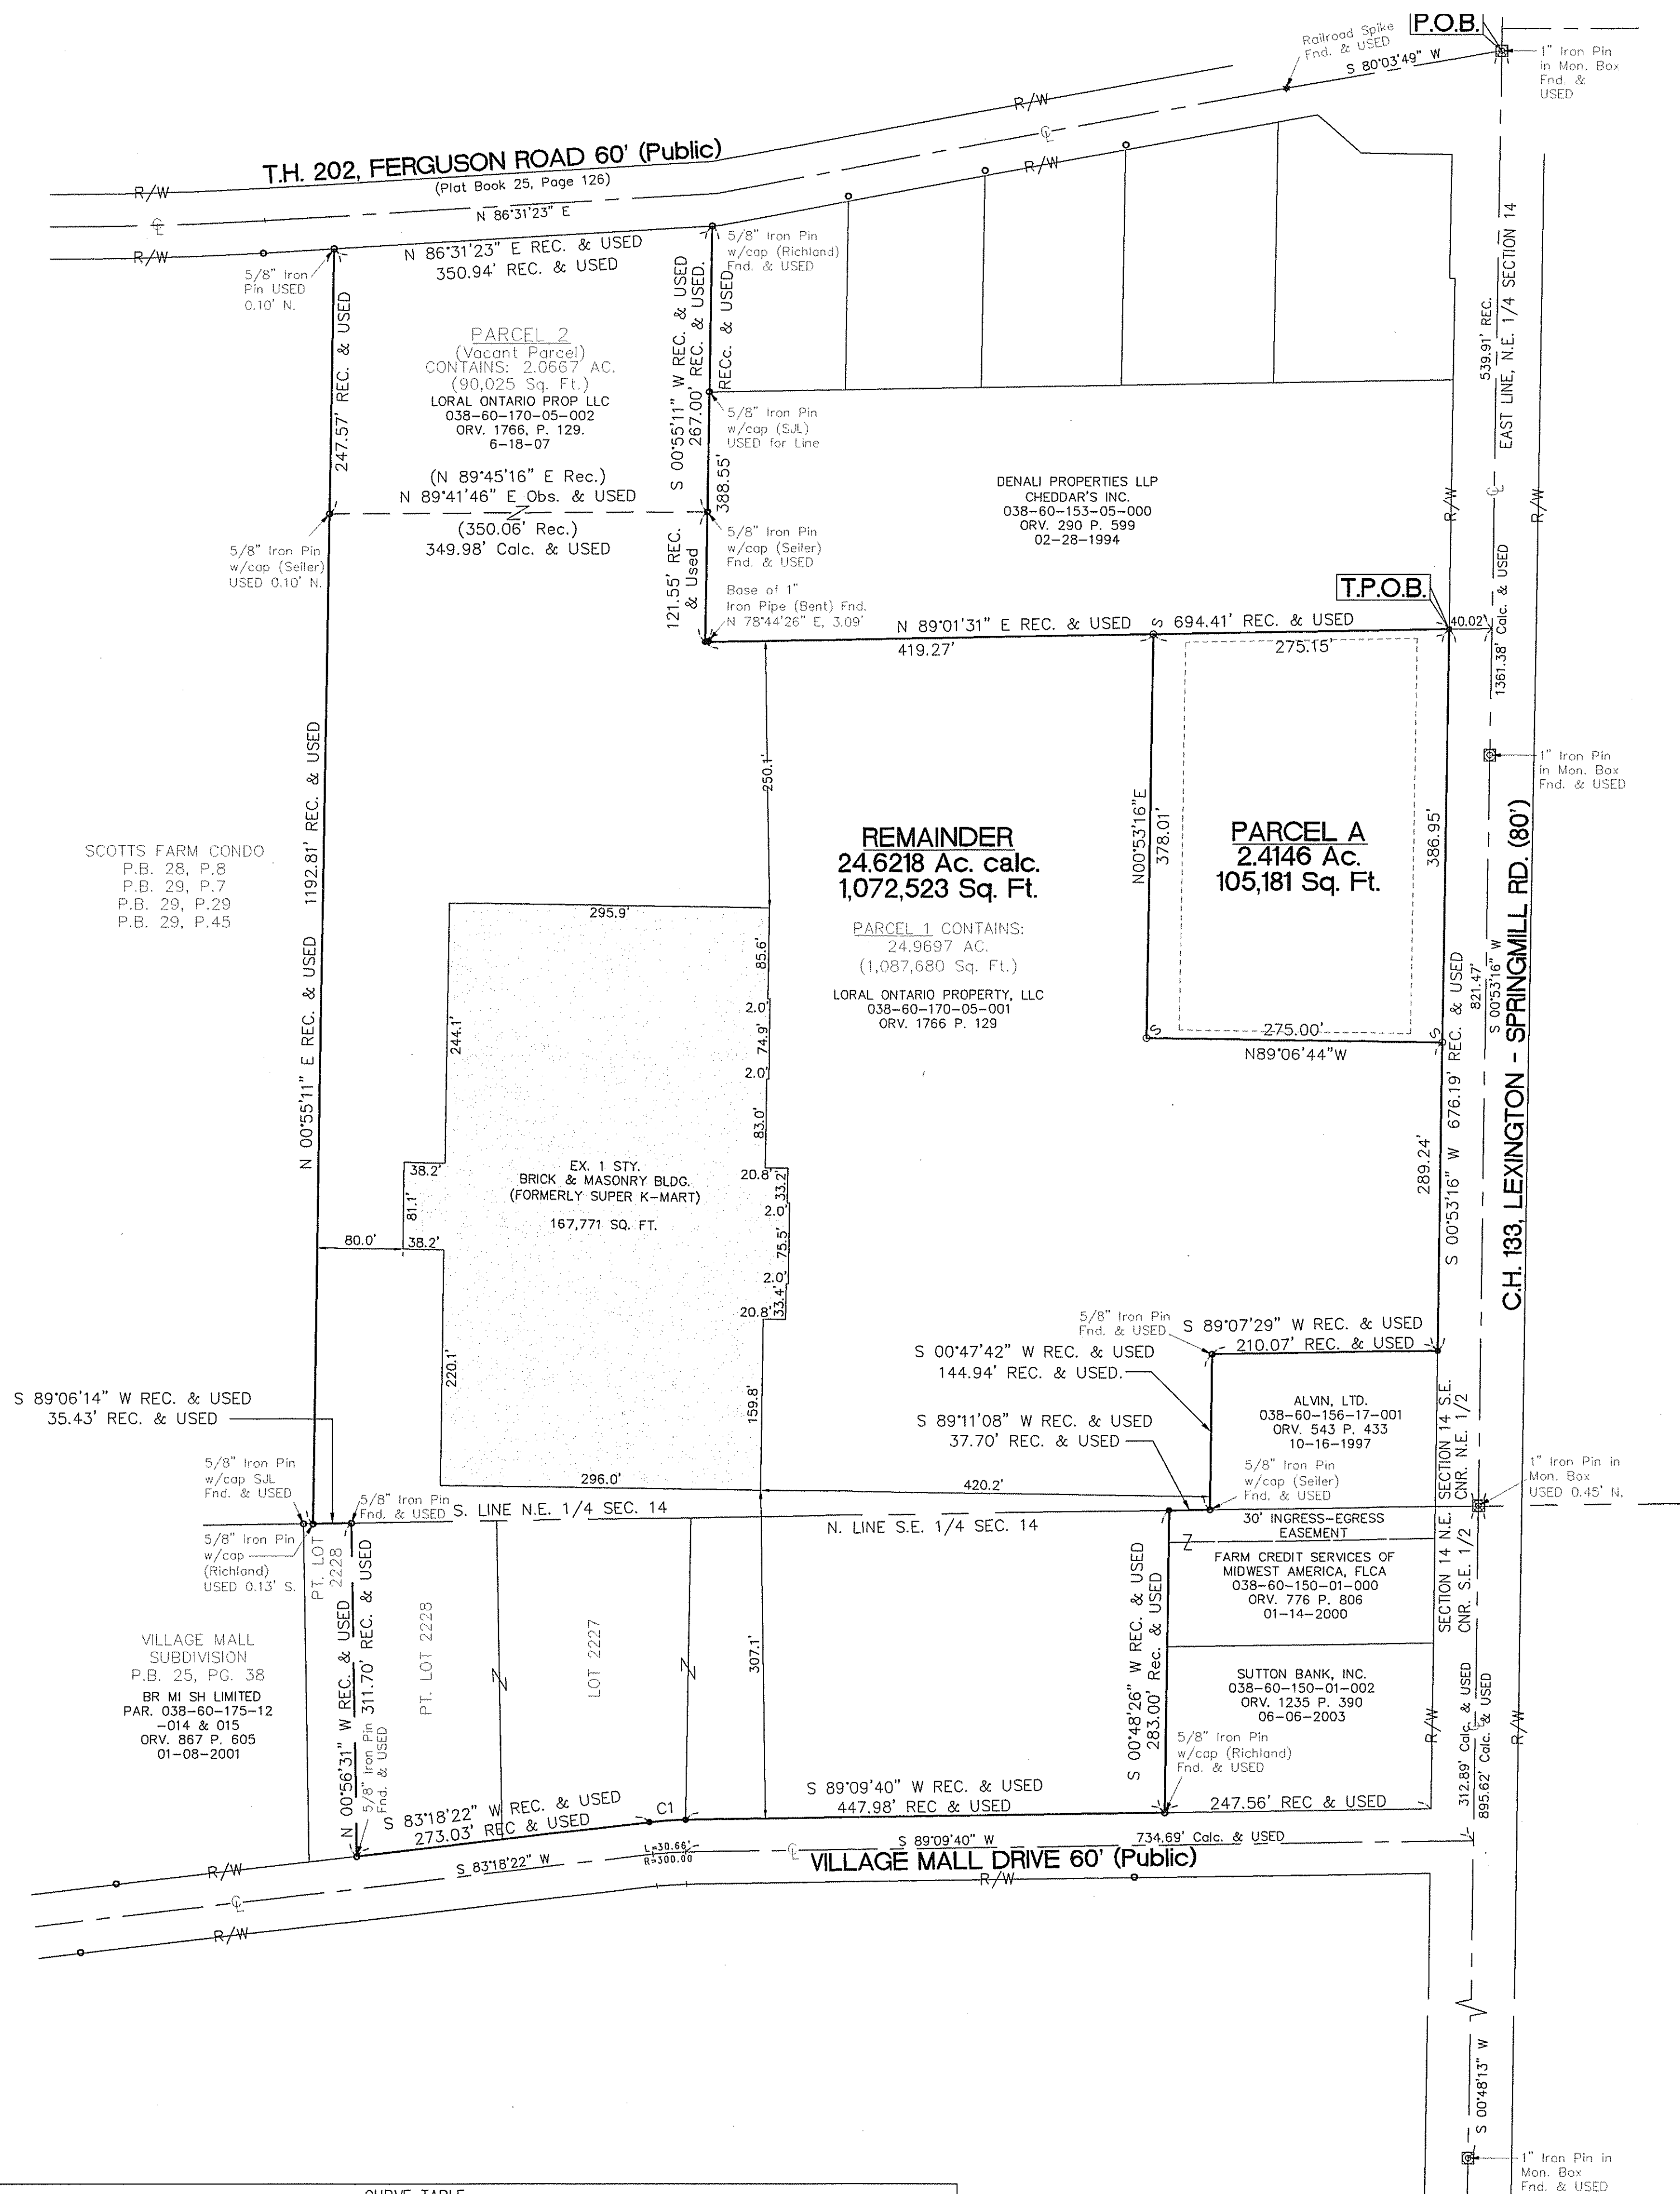 P.O.B.
Railroad Spike
Fnd. & USED
S 80°03'49" W
1" Iron Pin
in Mon. Box
Fnd. &
USED
R/W
℄
R/W
T.H. 202, FERGUSON ROAD 60' (Public)
(Plat Book 25, Page 126)
R/W
℄
N 86°31'23" E
R/W
N 86°31'23" E REC. & USED
350.94' REC. & USED
5/8" Iron
Pin USED
0.10' N.
5/8" Iron Pin
w/cap (Richland)
Fnd. & USED
247.57' REC. & USED
PARCEL 2
(Vacant Parcel)
CONTAINS: 2.0667 AC.
(90,025 Sq. Ft.)
LORAL ONTARIO PROP LLC
038-60-170-05-002
ORV. 1766, P. 129.
6-18-07
S 00°55'11" W REC. & USED
267.00' REC. & USED.
388.55' RECc. & USED
5/8" Iron Pin
w/cap (SJL)
USED for Line
539.91' REC.
EAST LINE, N.E. 1/4 SECTION 14
(N 89°45'16" E Rec.)
N 89°41'46" E Obs. & USED
(350.06' Rec.)
349.98' Calc. & USED
5/8" Iron Pin
w/cap (Seiler)
USED 0.10' N.
5/8" Iron Pin
w/cap (Seiler)
Fnd. & USED
121.55' REC.
& Used
Base of 1"
Iron Pipe (Bent) Fnd.
N 78°44'26" E, 3.09'
DENALI PROPERTIES LLP
CHEDDAR'S INC.
038-60-153-05-000
ORV. 290 P. 599
02-28-1994
R/W
℄
R/W
T.P.O.B.
N 89°01'31" E REC. & USED
S 694.41' REC. & USED
419.27'
275.15'
40.02'
1361.38' Calc. & USED
1" Iron Pin
in Mon. Box
Fnd. & USED
250.1'
N00°53'16"E
378.01'
386.95'
REMAINDER
24.6218 Ac. calc.
1,072,523 Sq. Ft.
PARCEL A
2.4146 Ac.
105,181 Sq. Ft.
PARCEL 1 CONTAINS:
24.9697 AC.
(1,087,680 Sq. Ft.)
LORAL ONTARIO PROPERTY, LLC
038-60-170-05-001
ORV. 1766 P. 129
SCOTTS FARM CONDO
P.B. 28, P.8
P.B. 29, P.7
P.B. 29, P.29
P.B. 29, P.45
N 00°55'11" E REC. & USED 1192.81' REC. & USED
C.H. 133, LEXINGTON - SPRINGMILL RD. (80')
821.47'
S 00°53'16" W
S
275.00'
S
N89°06'44"W
289.24'
S 00°53'16" W 676.19' REC. & USED
295.9'
244.1'
85.6'
2.0'
74.9'
2.0'
83.0'
38.2'
81.1'
80.0'
38.2'
EX. 1 STY.
BRICK & MASONRY BLDG.
(FORMERLY SUPER K-MART)
167,771 SQ. FT.
20.8'
33.2'
2.0'
75.5'
2.0'
33.4'
20.8'
220.1'
159.8'
5/8" Iron Pin
Fnd. & USED
S 89°07'29" W REC. & USED
210.07' REC. & USED
S 00°47'42" W REC. & USED
144.94' REC. & USED.
S 89°11'08" W REC. & USED
37.70' REC. & USED
ALVIN, LTD.
038-60-156-17-001
ORV. 543 P. 433
10-16-1997
S 89°06'14" W REC. & USED
35.43' REC. & USED
5/8" Iron Pin
w/cap SJL
Fnd. & USED
5/8" Iron Pin
Fnd. & USED
296.0'
420.2'
5/8" Iron Pin
w/cap (Seiler)
Fnd. & USED
SECTION 14 S.E.
CNR. N.E. 1/2
1" Iron Pin in
Mon. Box
USED 0.45' N.
S. LINE N.E. 1/4 SEC. 14
N. LINE S.E. 1/4 SEC. 14
30' INGRESS-EGRESS
EASEMENT
SECTION 14 N.E.
CNR. S.E. 1/2
5/8" Iron Pin
w/cap
(Richland)
USED 0.13' S.
PT. LOT
2228
FARM CREDIT SERVICES OF
MIDWEST AMERICA, FLCA
038-60-150-01-000
ORV. 776 P. 806
01-14-2000
VILLAGE MALL
SUBDIVISION
P.B. 25, PG. 38
BR MI SH LIMITED
PAR. 038-60-175-12
-014 & 015
ORV. 867 P. 605
01-08-2001
N 00°56'31" W REC. & USED
311.70' REC. & USED
5/8" Iron Pin
Fnd. & USED
PT. LOT 2228
LOT 2227
307.1'
S 00°48'26" W REC. & USED
283.00' Rec. & USED
SUTTON BANK, INC.
038-60-150-01-002
ORV. 1235 P. 390
06-06-2003
5/8" Iron Pin
w/cap (Richland)
Fnd. & USED
R/W
312.89' Calc. & USED
895.62' Calc. & USED
R/W
S 83°18'22" W REC. & USED
273.03' REC & USED
C1
S 89°09'40" W REC. & USED
447.98' REC & USED
247.56' REC & USED
S 83°18'22" W
L=30.66'
R=300.00
℄
S 89°09'40" W
734.69' Calc. & USED
VILLAGE MALL DRIVE 60' (Public)
R/W
℄
R/W
R/W
S 00°48'13" W
1" Iron Pin in
Mon. Box
Fnd. & USED
CURVE TABLE